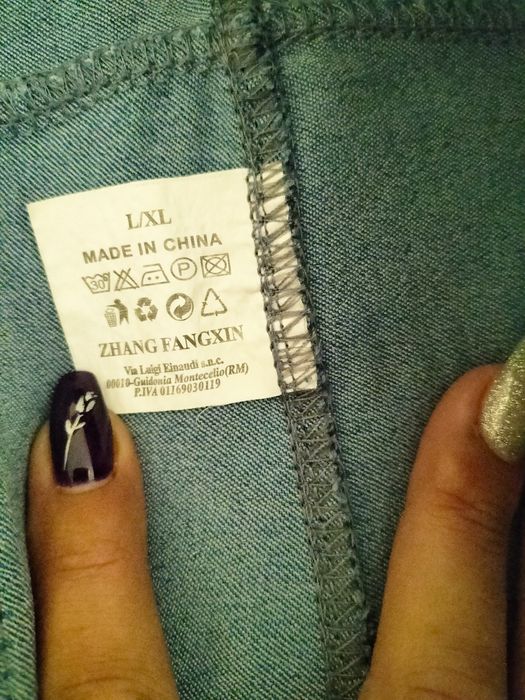 L/XL
MADE IN CHINA
30° P
ZHANG FANGXIN
Via Luigi Einaudi s.n.c.
00010-Guidonia Montecelio(RM)
P.IVA 01169030119